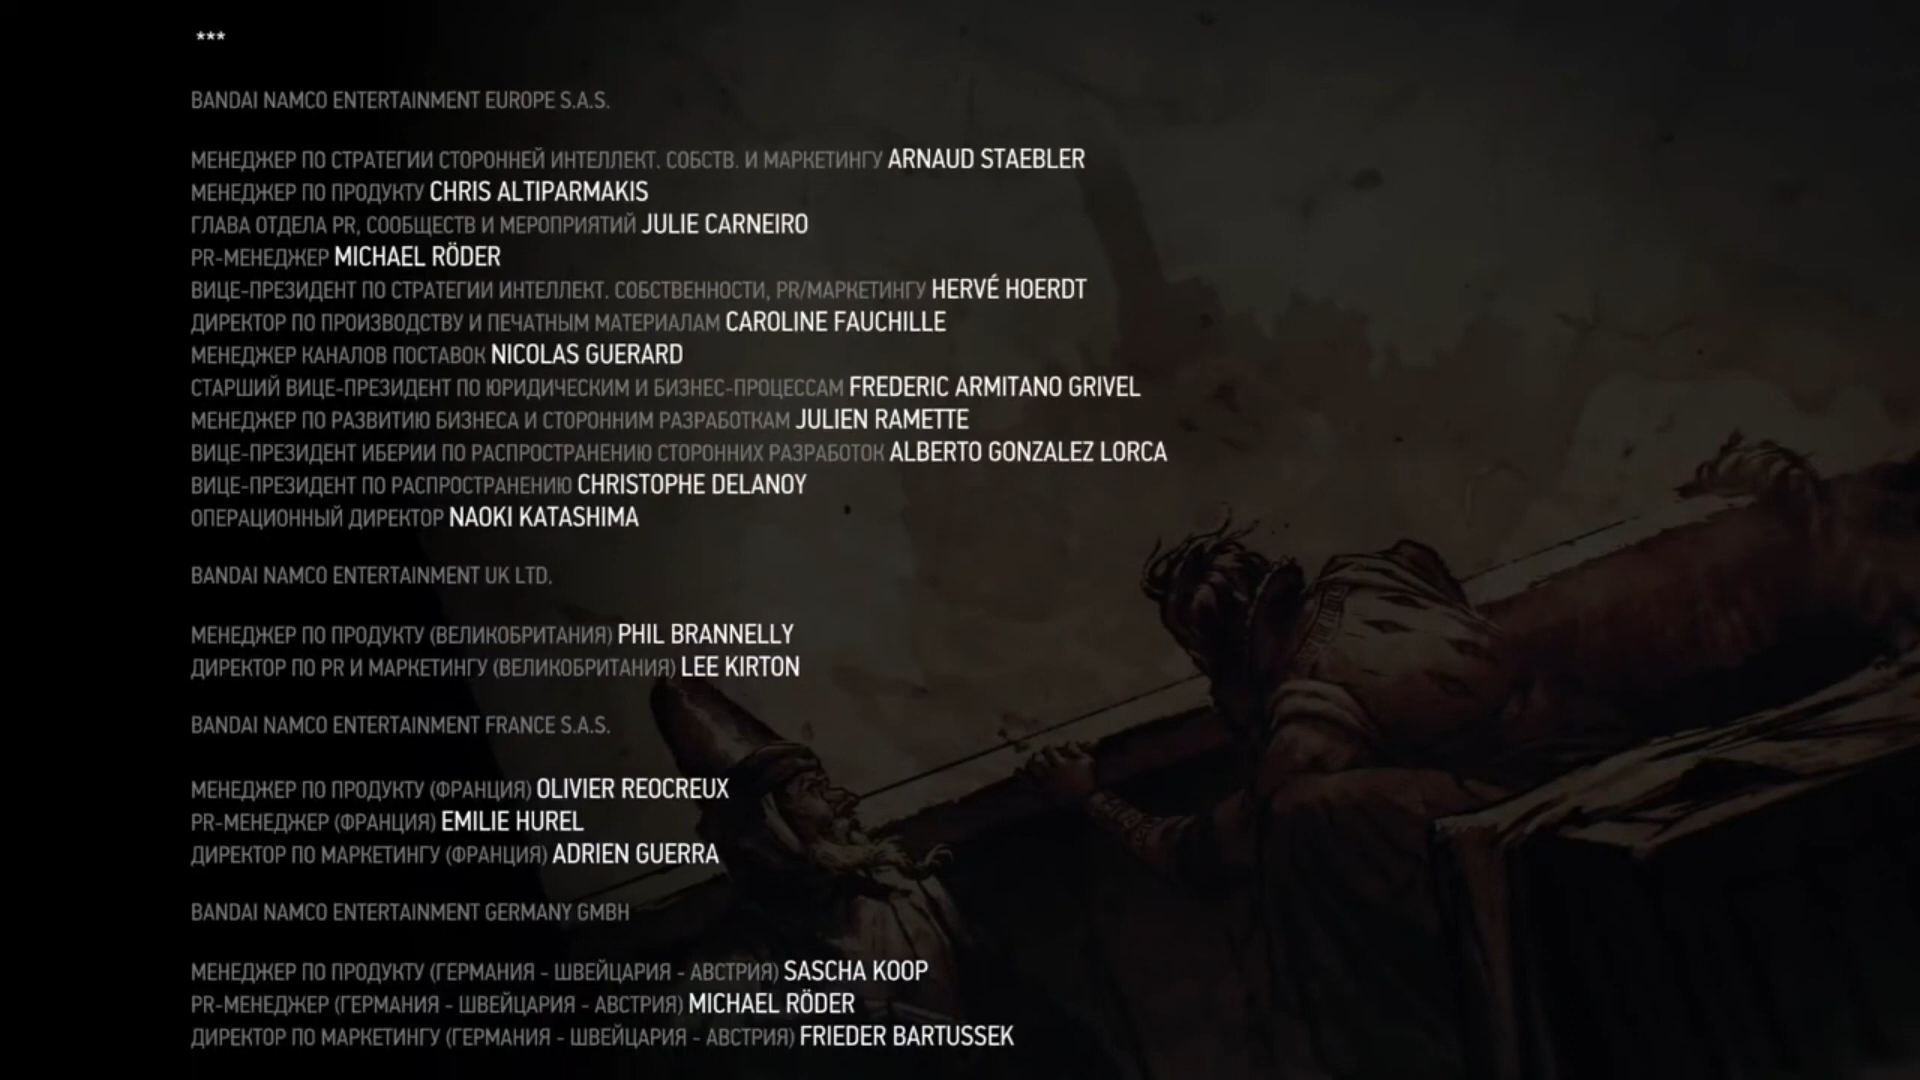 ***
BANDAI NAMCO ENTERTAINMENT EUROPE S.A.S.
МЕНЕДЖЕР ПО СТРАТЕГИИ СТОРОННЕЙ ИНТЕЛЛЕКТ. СОБСТВ. И МАРКЕТИНГУ ARNAUD STAEBLER
МЕНЕДЖЕР ПО ПРОДУКТУ CHRIS ALTIPARMAKIS
ГЛАВА ОТДЕЛА PR, СООБЩЕСТВ И МЕРОПРИЯТИЙ JULIE CARNEIRO
PR-МЕНЕДЖЕР MICHAEL RÖDER
ВИЦЕ-ПРЕЗИДЕНТ ПО СТРАТЕГИИ ИНТЕЛЛЕКТ. СОБСТВЕННОСТИ, PR/МАРКЕТИНГУ HERVÉ HOERDT
ДИРЕКТОР ПО ПРОИЗВОДСТВУ И ПЕЧАТНЫМ МАТЕРИАЛАМ CAROLINE FAUCHILLE
МЕНЕДЖЕР КАНАЛОВ ПОСТАВОК NICOLAS GUERARD
СТАРШИЙ ВИЦЕ-ПРЕЗИДЕНТ ПО ЮРИДИЧЕСКИМ И БИЗНЕС-ПРОЦЕССАМ FREDERIC ARMITANO GRIVEL
МЕНЕДЖЕР ПО РАЗВИТИЮ БИЗНЕСА И СТОРОННИМ РАЗРАБОТКАМ JULIEN RAMETTE
ВИЦЕ-ПРЕЗИДЕНТ ИБЕРИИ ПО РАСПРОСТРАНЕНИЮ СТОРОННИХ РАЗРАБОТОК ALBERTO GONZALEZ LORCA
ВИЦЕ-ПРЕЗИДЕНТ ПО РАСПРОСТРАНЕНИЮ CHRISTOPHE DELANOY
ОПЕРАЦИОННЫЙ ДИРЕКТОР NAOKI KATASHIMA
BANDAI NAMCO ENTERTAINMENT UK LTD.
МЕНЕДЖЕР ПО ПРОДУКТУ (ВЕЛИКОБРИТАНИЯ) PHIL BRANNELLY
ДИРЕКТОР ПО PR И МАРКЕТИНГУ (ВЕЛИКОБРИТАНИЯ) LEE KIRTON
BANDAI NAMCO ENTERTAINMENT FRANCE S.A.S.
МЕНЕДЖЕР ПО ПРОДУКТУ (ФРАНЦИЯ) OLIVIER REOCREUX
PR-МЕНЕДЖЕР (ФРАНЦИЯ) EMILIE HUREL
ДИРЕКТОР ПО МАРКЕТИНГУ (ФРАНЦИЯ) ADRIEN GUERRA
BANDAI NAMCO ENTERTAINMENT GERMANY GMBH
МЕНЕДЖЕР ПО ПРОДУКТУ (ГЕРМАНИЯ - ШВЕЙЦАРИЯ - АВСТРИЯ) SASCHA KOOP
PR-МЕНЕДЖЕР (ГЕРМАНИЯ - ШВЕЙЦАРИЯ - АВСТРИЯ) MICHAEL RÖDER
ДИРЕКТОР ПО МАРКЕТИНГУ (ГЕРМАНИЯ - ШВЕЙЦАРИЯ - АВСТРИЯ) FRIEDER BARTUSSEK